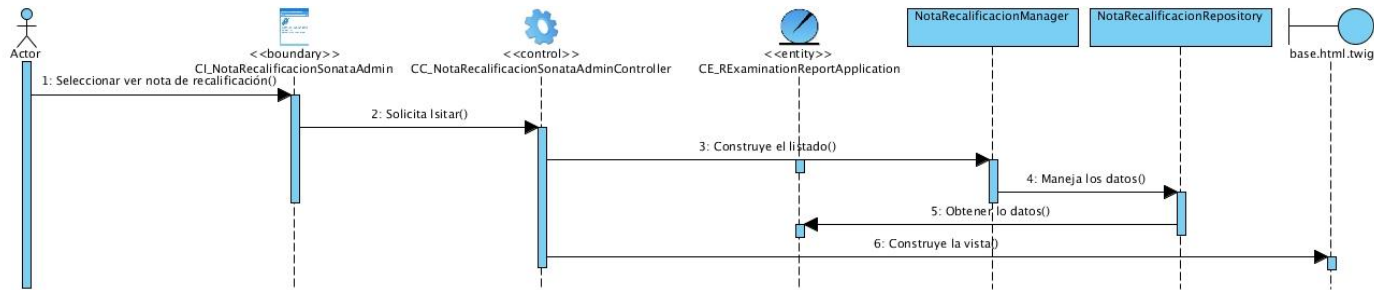 NotaRecalificacionManager
NotaRecalificacionRepository
Actor
<<boundary>>
CI_NotaRecalificacionSonataAdmin
<<control>>
CC_NotaRecalificacionSonataAdminController
<<entity>>
CE_RExaminationReportApplication
base.html.twig
1: Seleccionar ver nota de recalificación()
2: Solicita lsitar()
3: Construye el listado()
4: Maneja los datos()
5: Obtener lo datos()
6: Construye la vista()